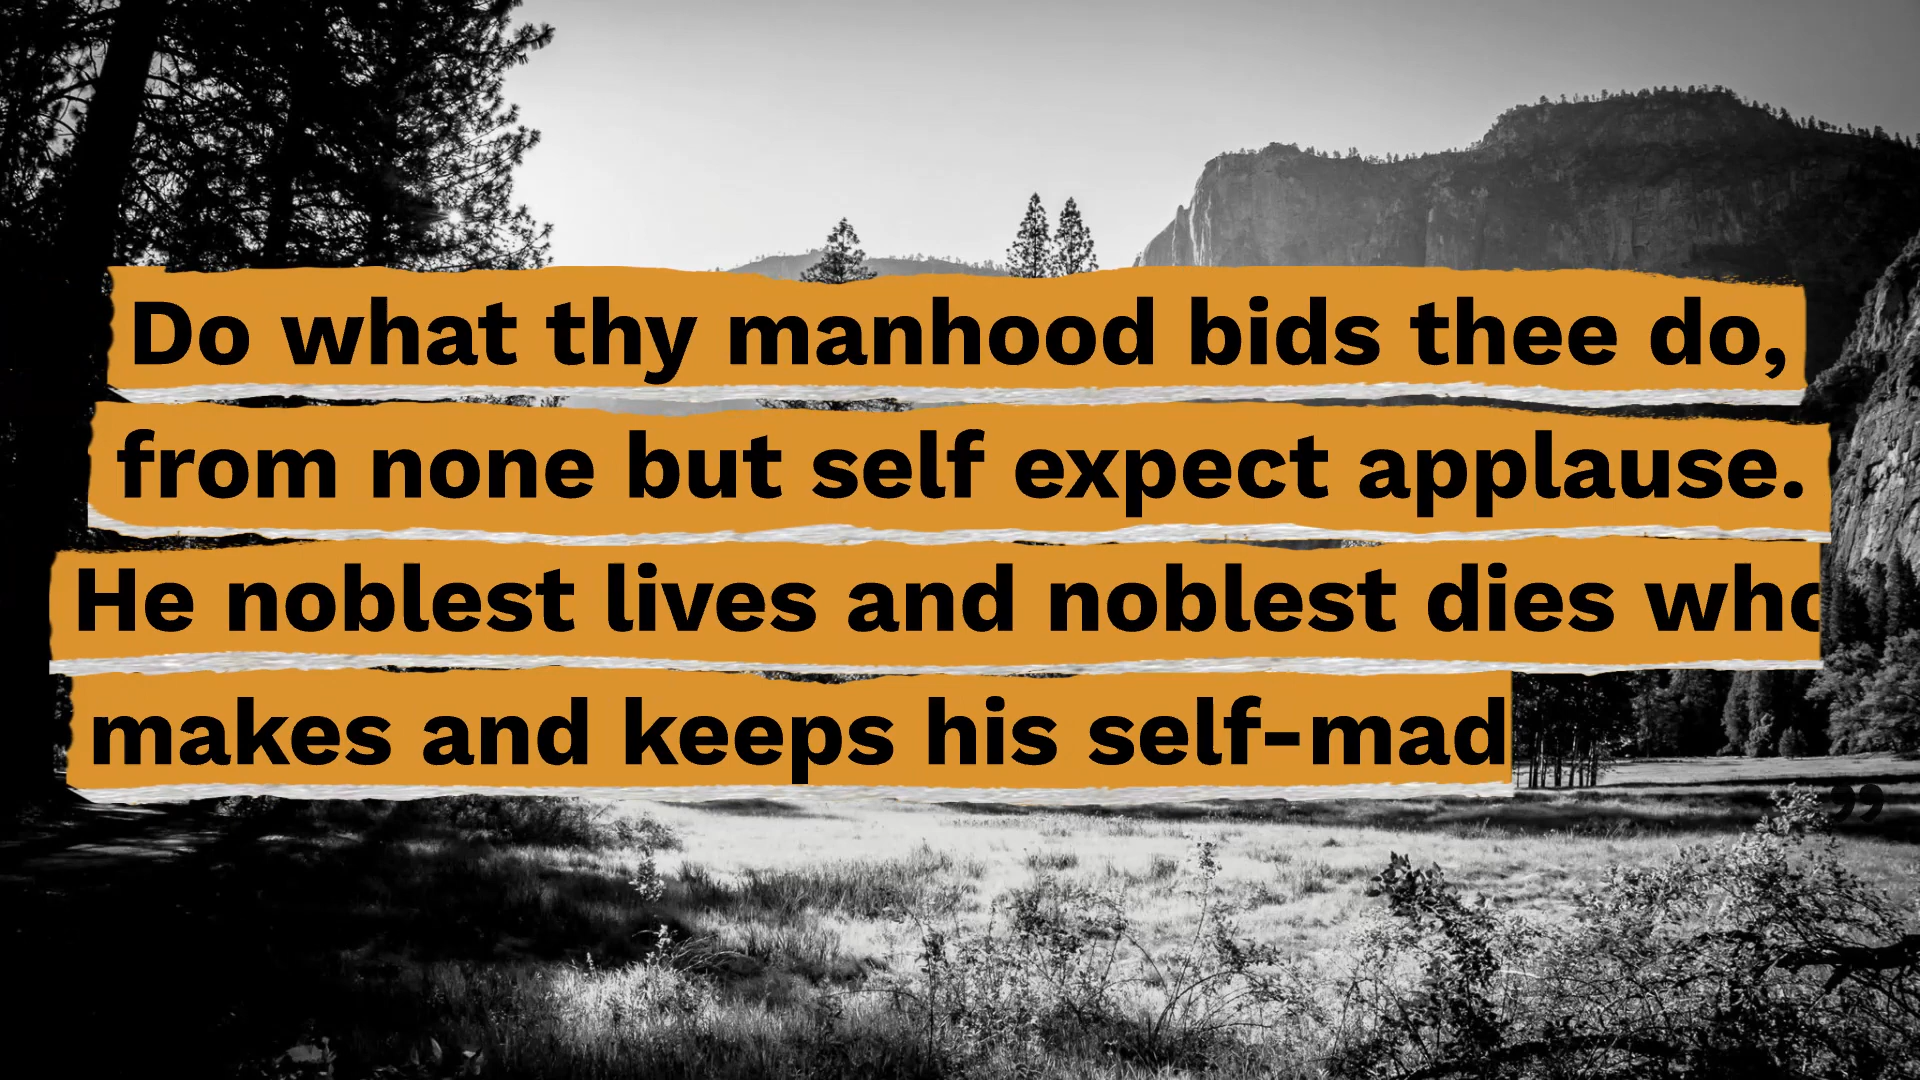 Do what thy manhood bids thee do,
from none but self expect applause.
He noblest lives and noblest dies who
makes and keeps his self-mad
”